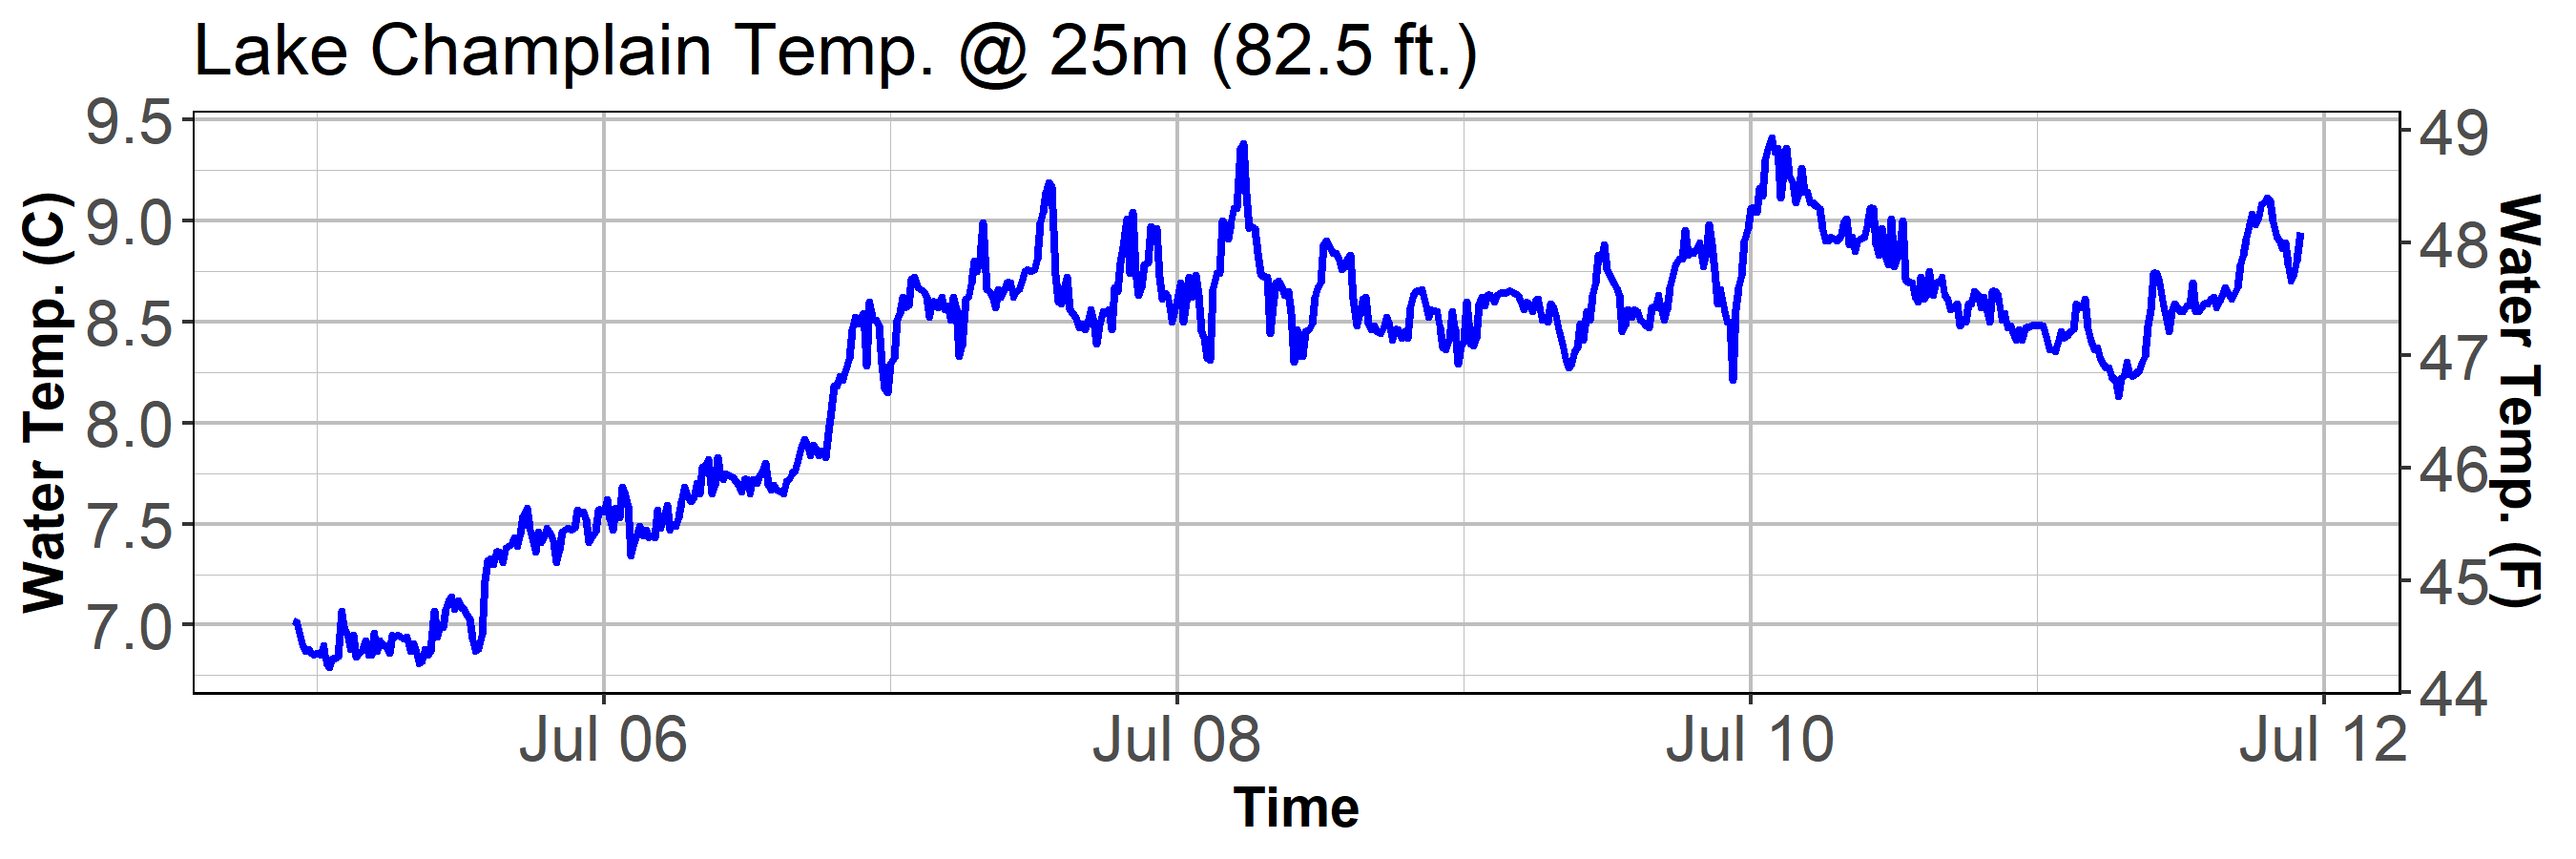 Lake Champlain Temp. @ 25m (82.5 ft.)
Water Temp. (C)
9.5
9.0
8.5
8.0
7.5
7.0
49
48
47
46
45
44
Water Temp. (F)
Jul 06 Jul 08 Jul 10 Jul 12
Time